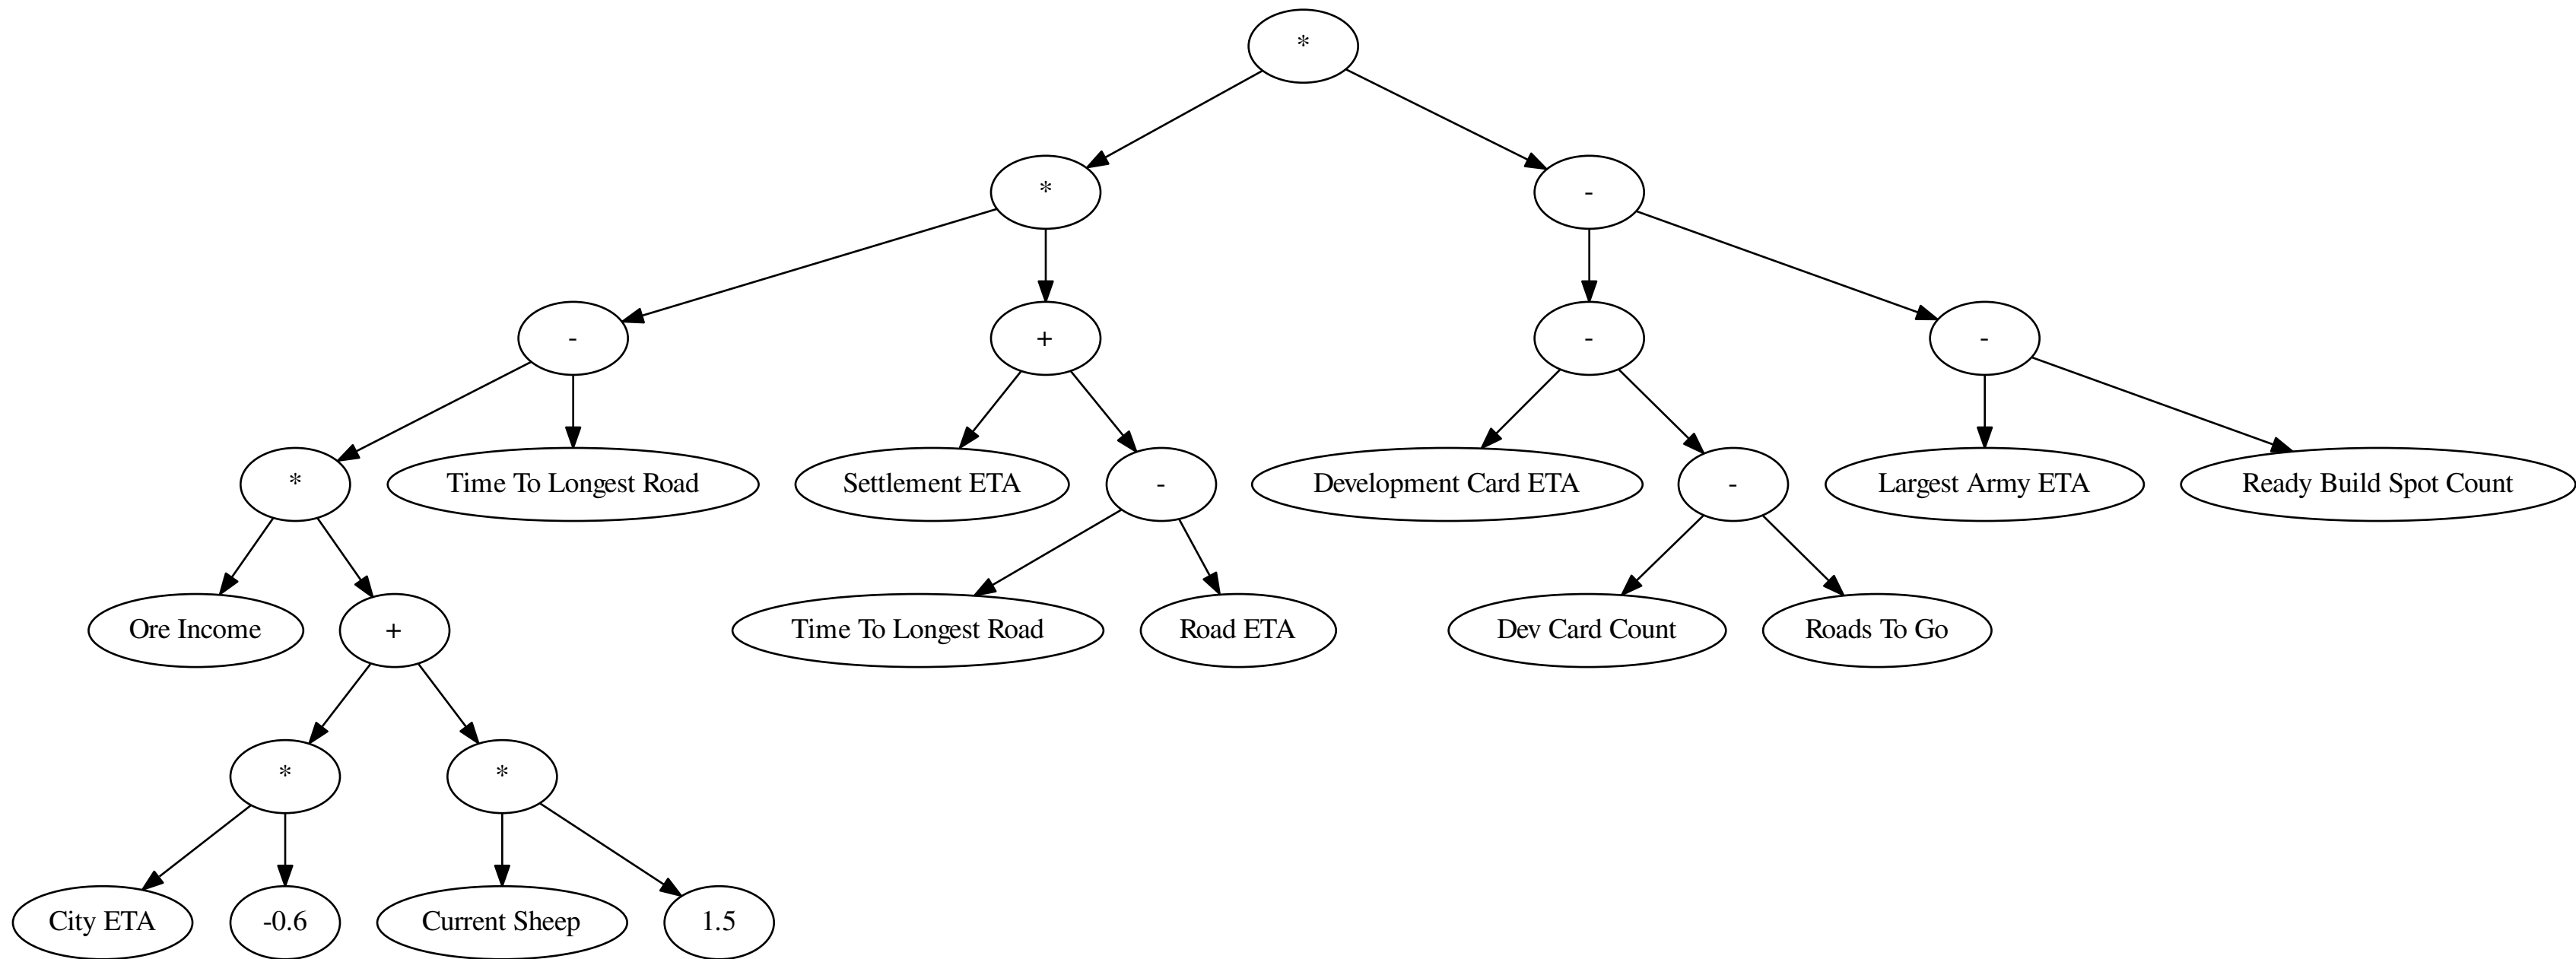 *
*
-
-
+
-
-
*
Time To Longest Road
Settlement ETA
-
Development Card ETA
-
Largest Army ETA
Ready Build Spot Count
Ore Income
+
Time To Longest Road
Road ETA
Dev Card Count
Roads To Go
*
*
City ETA
-0.6
Current Sheep
1.5